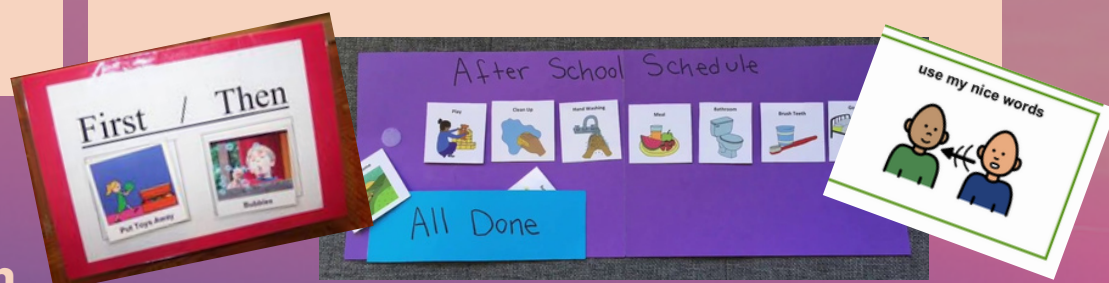 First / Then
Put Toys Away
Bubbles
After School Schedule
Play
Clean Up
Hand Washing
Meal
Bathroom
Brush Teeth
All Done
use my nice words